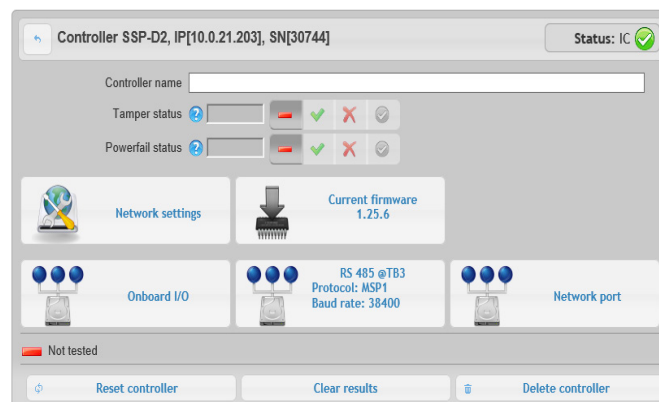 Controller SSP-D2, IP[10.0.21.203], SN[30744]
Status: IC
Controller name
Tamper status
Powerfail status
Network settings
Current firmware
1.25.6
Onboard I/O
RS 485 @TB3
Protocol: MSP1
Baud rate: 38400
Network port
Not tested
Reset controller
Clear results
Delete controller